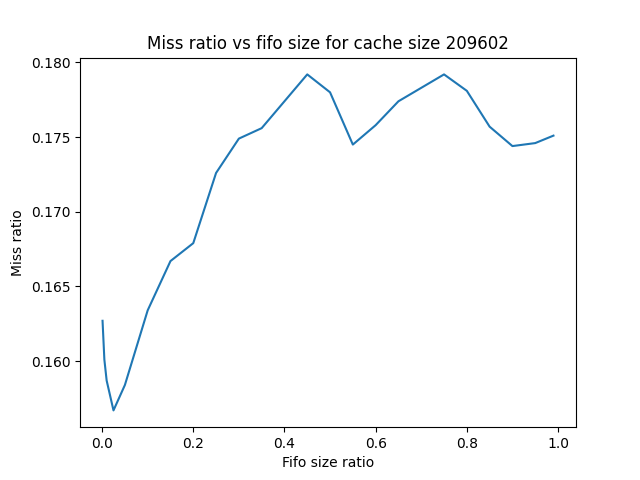 Miss ratio vs fifo size for cache size 209602
0.180
0.175
0.170
0.165
0.160
Miss ratio
0.0 0.2 0.4 0.6 0.8 1.0
Fifo size ratio